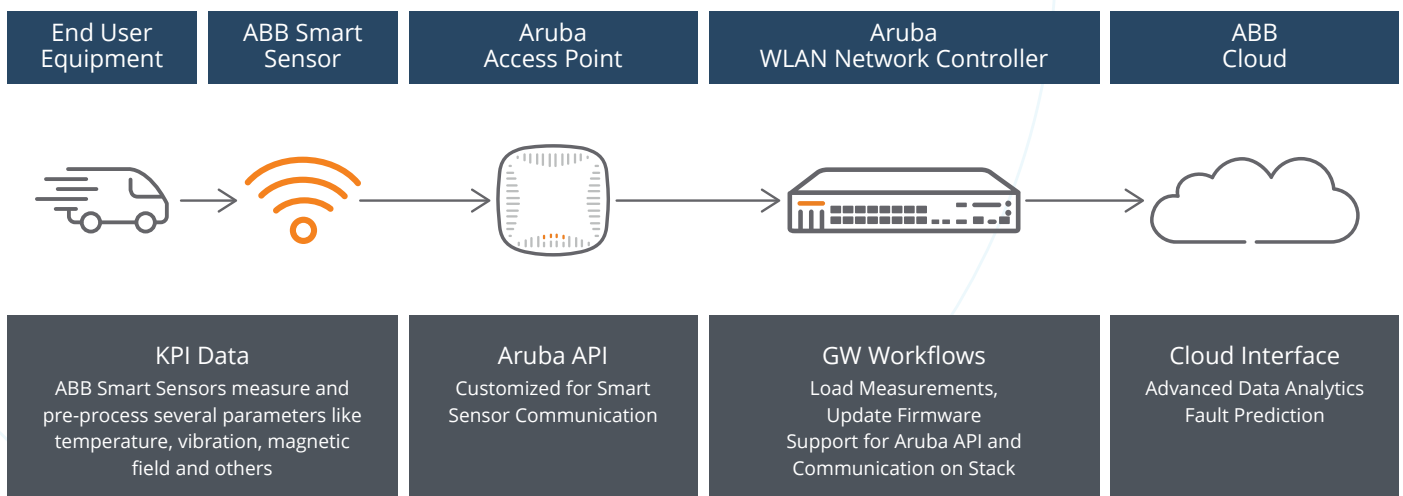 End User
Equipment
ABB Smart
Sensor
Aruba
Access Point
Aruba
WLAN Network Controller
ABB
Cloud
KPI Data
ABB Smart Sensors measure and
pre-process several parameters like
temperature, vibration, magnetic
field and others
Aruba API
Customized for Smart
Sensor Communication
GW Workflows
Load Measurements,
Update Firmware
Support for Aruba API and
Communication on Stack
Cloud Interface
Advanced Data Analytics
Fault Prediction